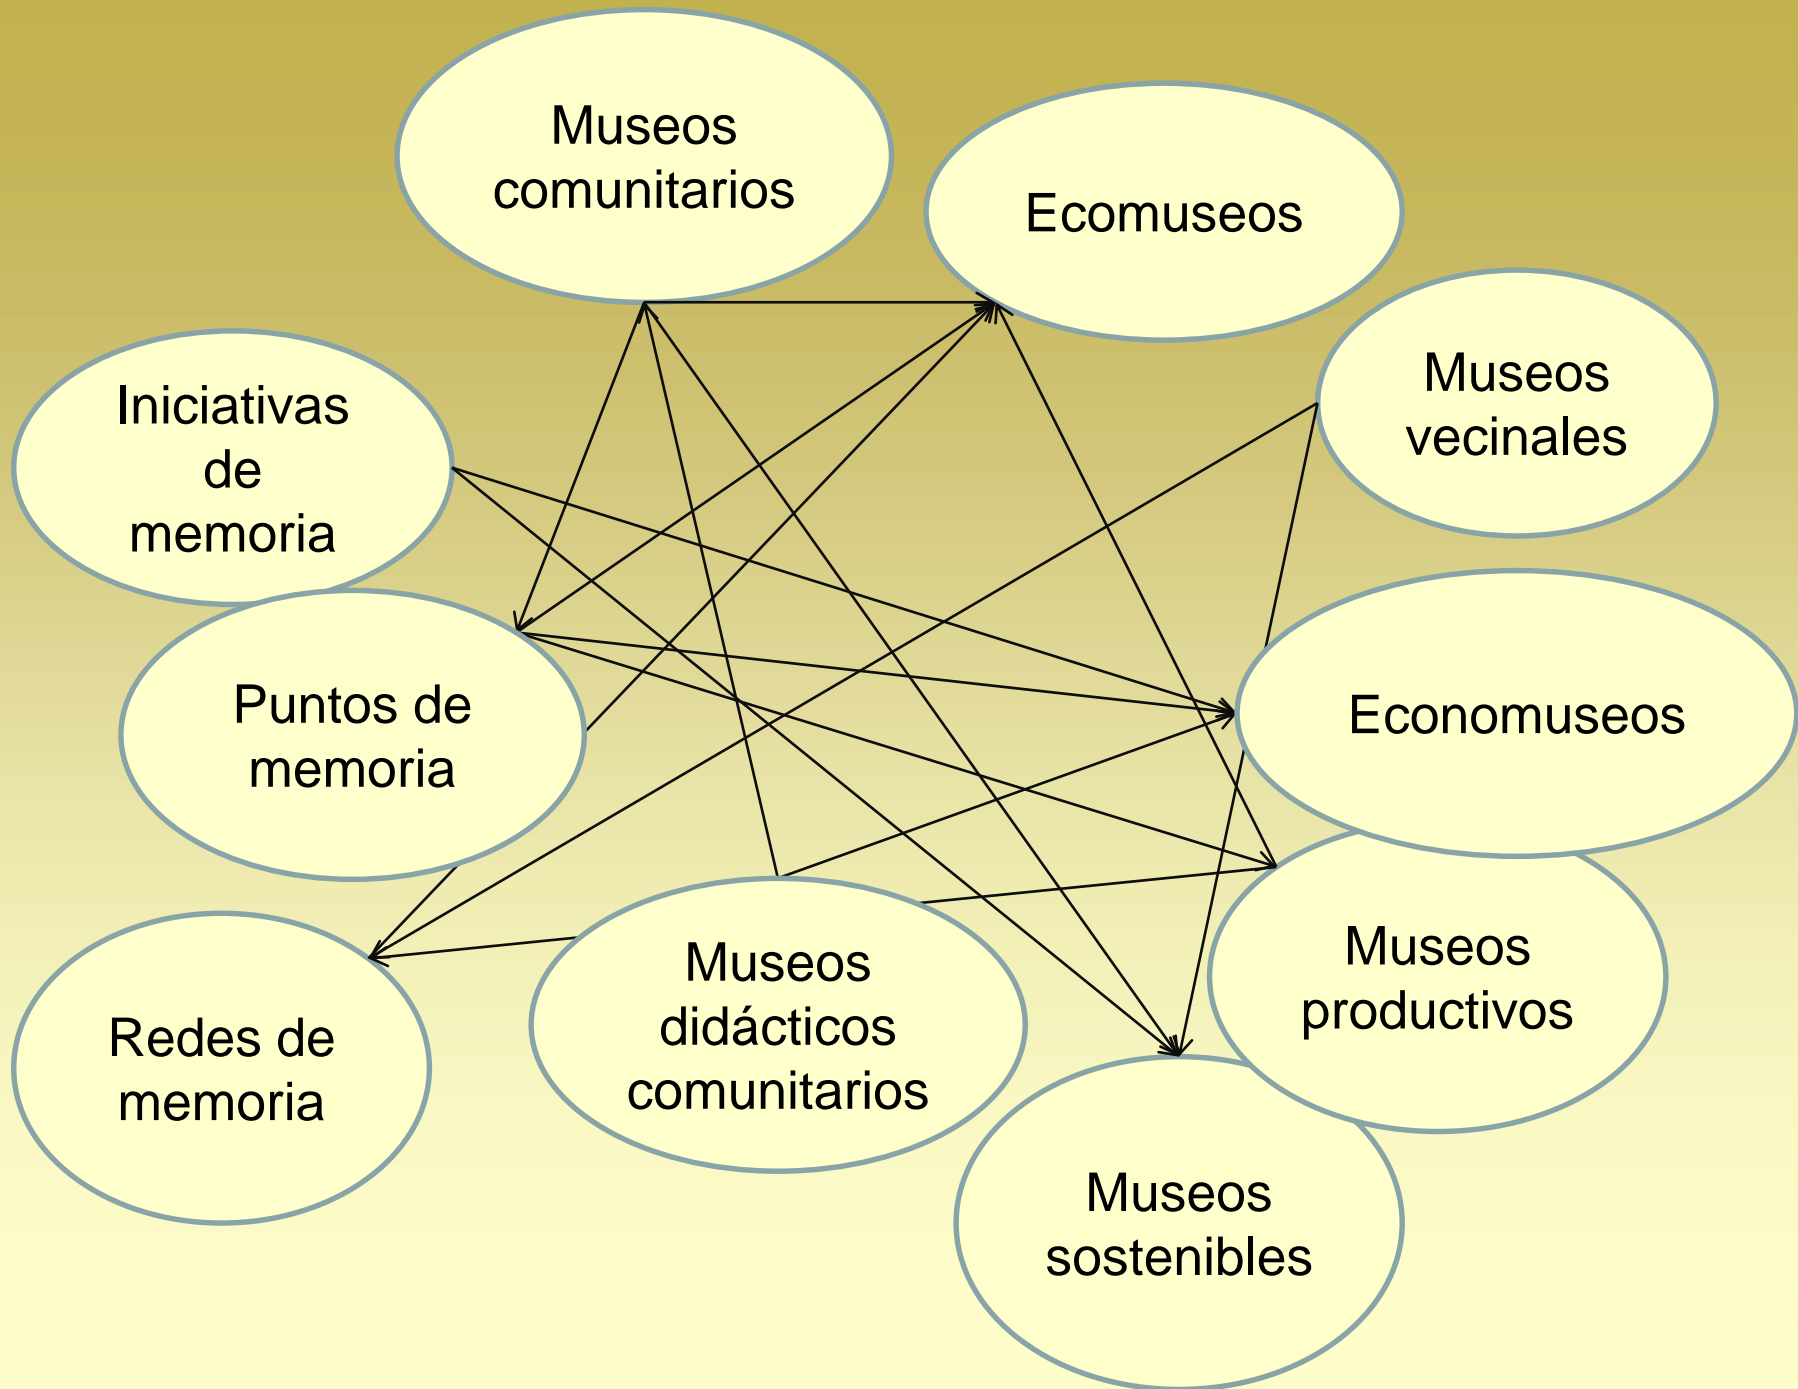 Museos
comunitarios
Ecomuseos
Museos
vecinales
Iniciativas
de
memoria
Puntos de
memoria
Economuseos
Museos
productivos
Museos
didácticos
comunitarios
Redes de
memoria
Museos
sostenibles